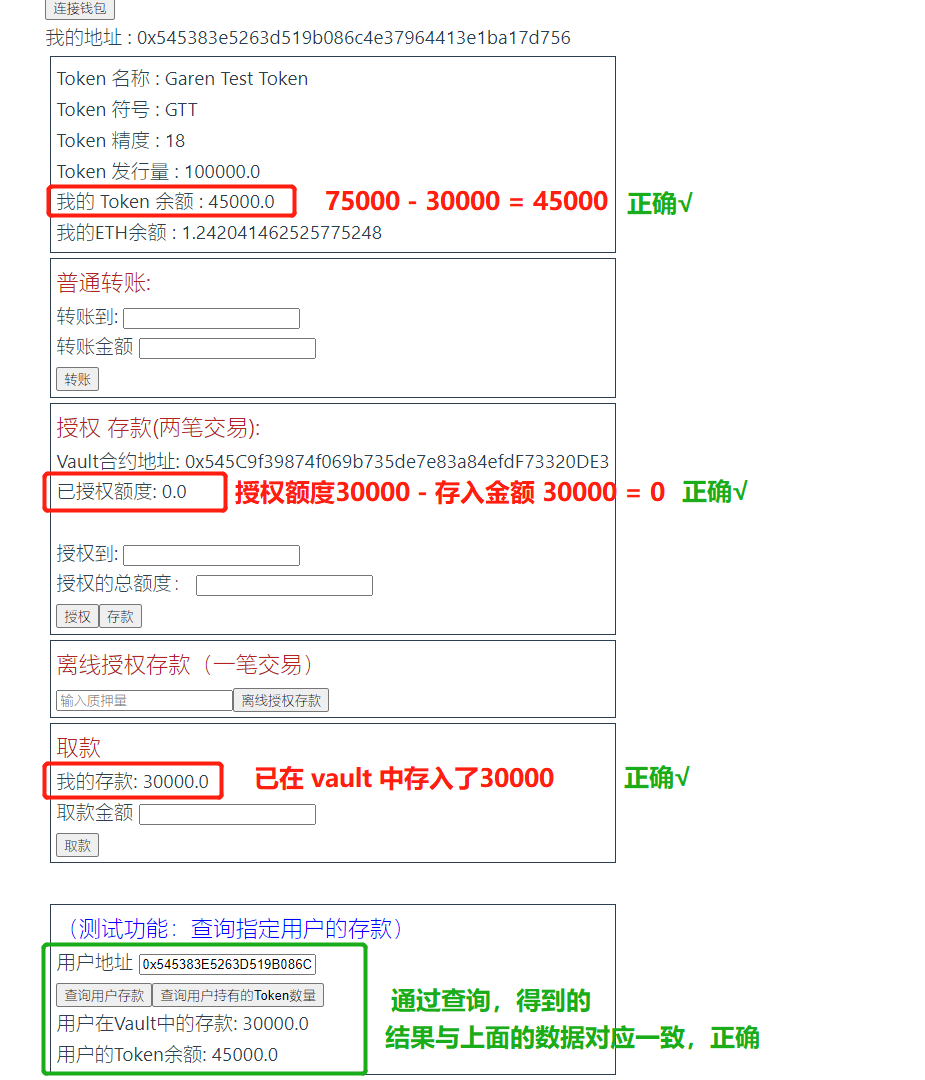 连接钱包
我的地址 : 0x545383e5263d519b086c4e37964413e1ba17d756
Token 名称 : Garen Test Token
Token 符号 : GTT
Token 精度 : 18
Token 发行量 : 100000.0
我的 Token 余额 : 45000.0 75000 - 30000 = 45000 正确√
我的ETH余额 : 1.242041462525775248
普通转账:
转账到:
转账金额
转账
授权 存款(两笔交易):
Vault合约地址: 0x545C9f39874f069b735de7e83a84efdF73320DE3
已授权额度: 0.0 授权额度30000 - 存入金额 30000 = 0 正确√
授权到:
授权的总额度：
授权 存款
离线授权存款（一笔交易）
输入质押量 离线授权存款
取款
我的存款: 30000.0 已在 vault 中存入了30000 正确√
取款金额
取款
（测试功能：查询指定用户的存款）
用户地址 0x545383E5263D519B086C
查询用户存款 查询用户持有的Token数量
用户在Vault中的存款: 30000.0
用户的Token余额: 45000.0
通过查询，得到的
结果与上面的数据对应一致，正确